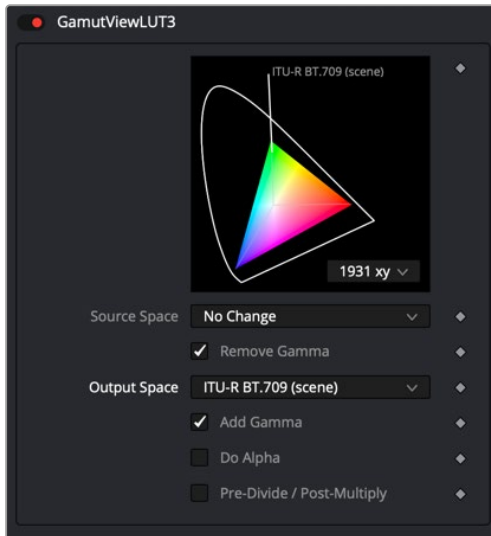 GamutViewLUT3
ITU-R BT.709 (scene)
1931 xy
Source Space No Change
Remove Gamma
Output Space ITU-R BT.709 (scene)
Add Gamma
Do Alpha
Pre-Divide / Post-Multiply